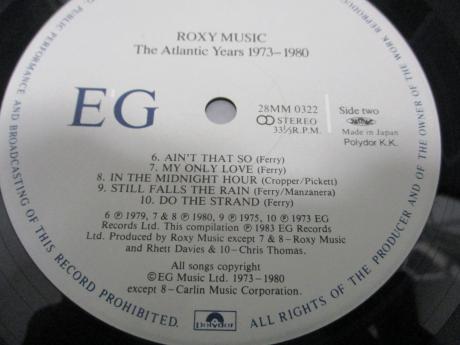 ROXY MUSIC
The Atlantic Years 1973–1980
EG
28MM 0322
STEREO
33⅓R.P.M.
Side two
Made in Japan
Polydor K.K.
6. AIN'T THAT SO (Ferry)
7. MY ONLY LOVE (Ferry)
8. IN THE MIDNIGHT HOUR (Cropper/Pickett)
9. STILL FALLS THE RAIN (Ferry/Manzanera)
10. DO THE STRAND (Ferry)
6 ℗ 1979, 7 & 8 ℗ 1980, 9 ℗ 1975, 10 ℗ 1973 EG
Records Ltd. This compilation ℗ 1983 EG Records
Ltd. Produced by Roxy Music except 7 & 8–Roxy Music
and Rhett Davies & 10–Chris Thomas.
All songs copyright
©EG Music Ltd. 1973–1980
except 8–Carlin Music Corporation.
polydor
PUBLIC PERFORMANCE AND BROADCASTING OF THIS RECORD PROHIBITED. ALL RIGHTS OF THE PRODUCER AND OF THE OWNER OF THE WORK